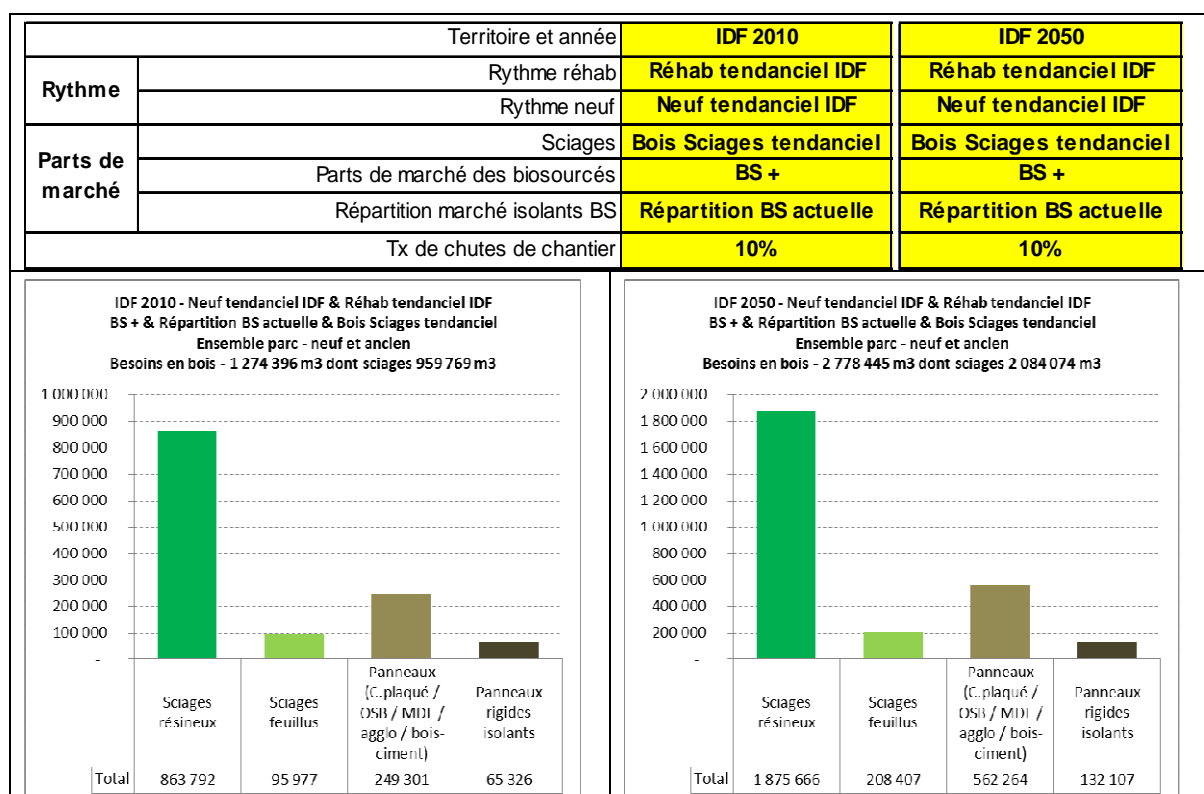 Territoire et année IDF 2010 IDF 2050
Rythme
Rythme réhab Réhab tendanciel IDF Réhab tendanciel IDF
Rythme neuf Neuf tendanciel IDF Neuf tendanciel IDF
Parts de
marché
Sciages Bois Sciages tendanciel Bois Sciages tendanciel
Parts de marché des biosourcés BS + BS +
Répartition marché isolants BS Répartition BS actuelle Répartition BS actuelle
Tx de chutes de chantier 10% 10%
IDF 2010 - Neuf tendanciel IDF & Réhab tendanciel IDF
BS + & Répartition BS actuelle & Bois Sciages tendanciel
Ensemble parc - neuf et ancien
Besoins en bois - 1 274 396 m3 dont sciages 959 769 m3
1 000 000
900 000
800 000
700 000
600 000
500 000
400 000
300 000
200 000
100 000
-
Sciages
résineux
Sciages
feuillus
Panneaux
(C.plaqué /
OSB / MDF /
agglo / bois-
ciment)
Panneaux
rigides
isolants
Total 863 792 95 977 249 301 65 326
IDF 2050 - Neuf tendanciel IDF & Réhab tendanciel IDF
BS + & Répartition BS actuelle & Bois Sciages tendanciel
Ensemble parc - neuf et ancien
Besoins en bois - 2 778 445 m3 dont sciages 2 084 074 m3
2 000 000
1 800 000
1 600 000
1 400 000
1 200 000
1 000 000
800 000
600 000
400 000
200 000
-
Sciages
résineux
Sciages
feuillus
Panneaux
(C.plaqué /
OSB / MDF /
agglo / bois-
ciment)
Panneaux
rigides
isolants
Total 1 875 666 208 407 562 264 132 107